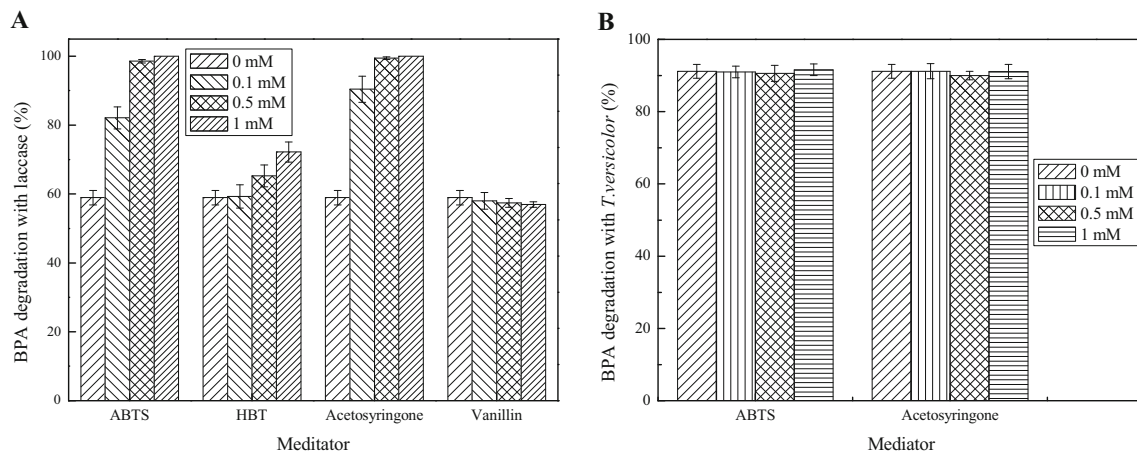 A
BPA degradation with laccase (%)
100
80
60
40
20
0
0 mM
0.1 mM
0.5 mM
1 mM
ABTS
HBT
Acetosyringone
Vanillin
Meditator
B
BPA degradation with T.versicolor (%)
100
80
60
40
20
0
0 mM
0.1 mM
0.5 mM
1 mM
ABTS
Acetosyringone
Mediator